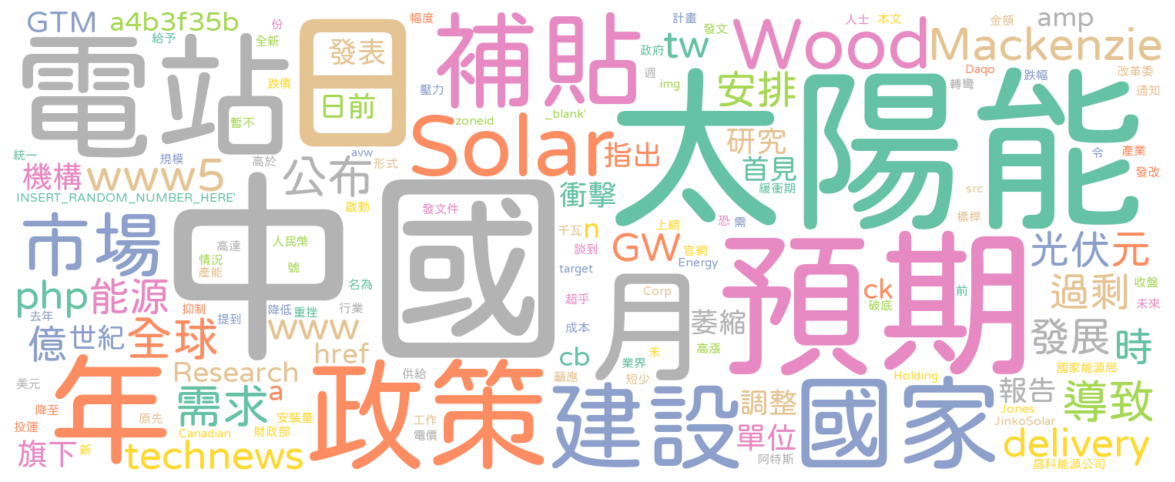 GTM a4b3f35b 份 幅度 計畫 人士 本文 金額 amp
給予 全新 發表 補貼 政府 tw 發文 Wood Mackenzie
電站 日 跌價 壓力 週 img 安排 Daqo 轉彎 跌幅 改革委 通知
暫不 日前 zoneid _blank' 太陽能
統一 規模 高於 avw 形式 Solar 指出 研究 令 產業
機構 www5 公布 首見 發改
INSERT_RANDOM_NUMBER_HERE' 衝擊 緩衝期 src 標桿
啟動 發文件 千瓦 n 上網 恐 需
市場 中國 高達 人民幣 談到 GW 官網 預期 光伏 元
情況 號 target Energy
產能 名為 月 Corp ck 前 過剩 收盤
php 能源 抑制 降低 重挫 超乎 破底 未來
去年 提到 行業 成本 萎縮 發展 時
億 世紀 全球 www cb 未 高漲
href 業界 國家能源局
美元 年 Research 供給 籲應 短少 Holding 報告 導致
降至 需求 a 政策 建設 調整 國家 Jones
投運 原先 安裝量 工作 JinkoSolar
旗下 新 Canadian 財政部 電價 單位 delivery
technews 阿特斯 晶科能源公司